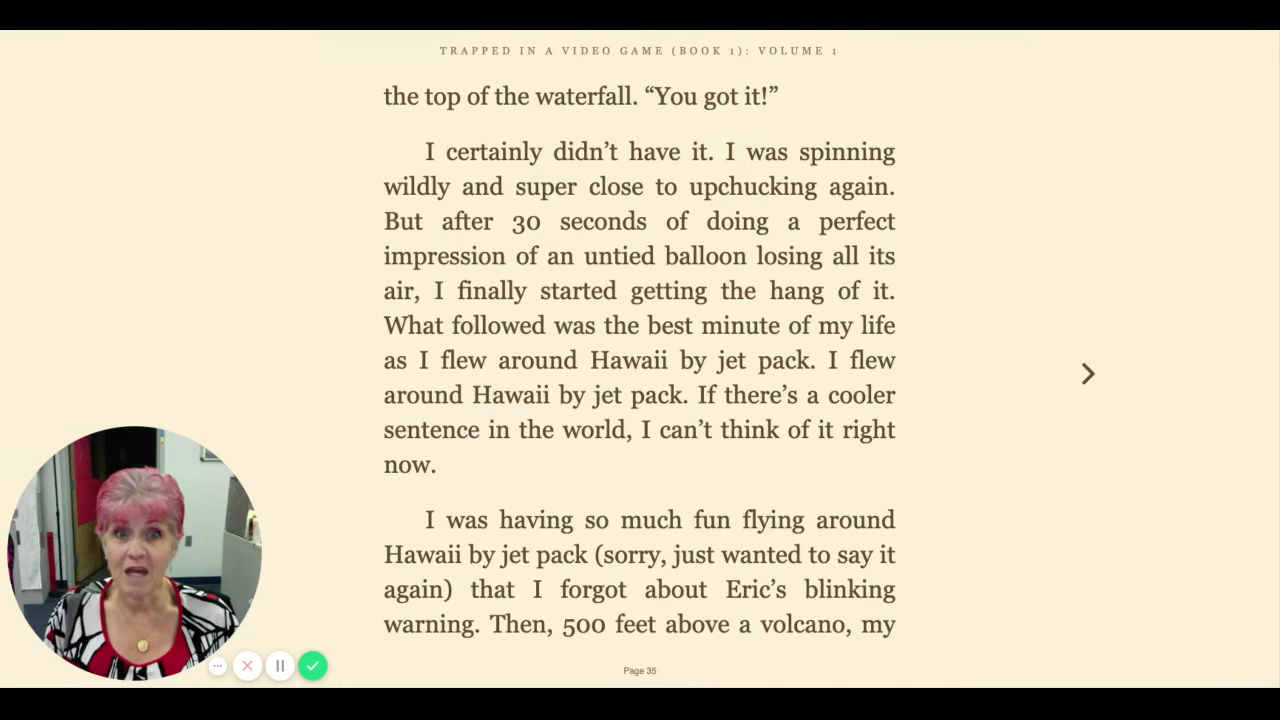 TRAPPED IN A VIDEO GAME (BOOK 1): VOLUME 1
the top of the waterfall. “You got it!”
I certainly didn’t have it. I was spinning
wildly and super close to upchucking again.
But after 30 seconds of doing a perfect
impression of an untied balloon losing all its
air, I finally started getting the hang of it.
What followed was the best minute of my life
as I flew around Hawaii by jet pack. I flew
around Hawaii by jet pack. If there’s a cooler
sentence in the world, I can’t think of it right
now.
I was having so much fun flying around
Hawaii by jet pack (sorry, just wanted to say it
again) that I forgot about Eric’s blinking
warning. Then, 500 feet above a volcano, my
Page 35